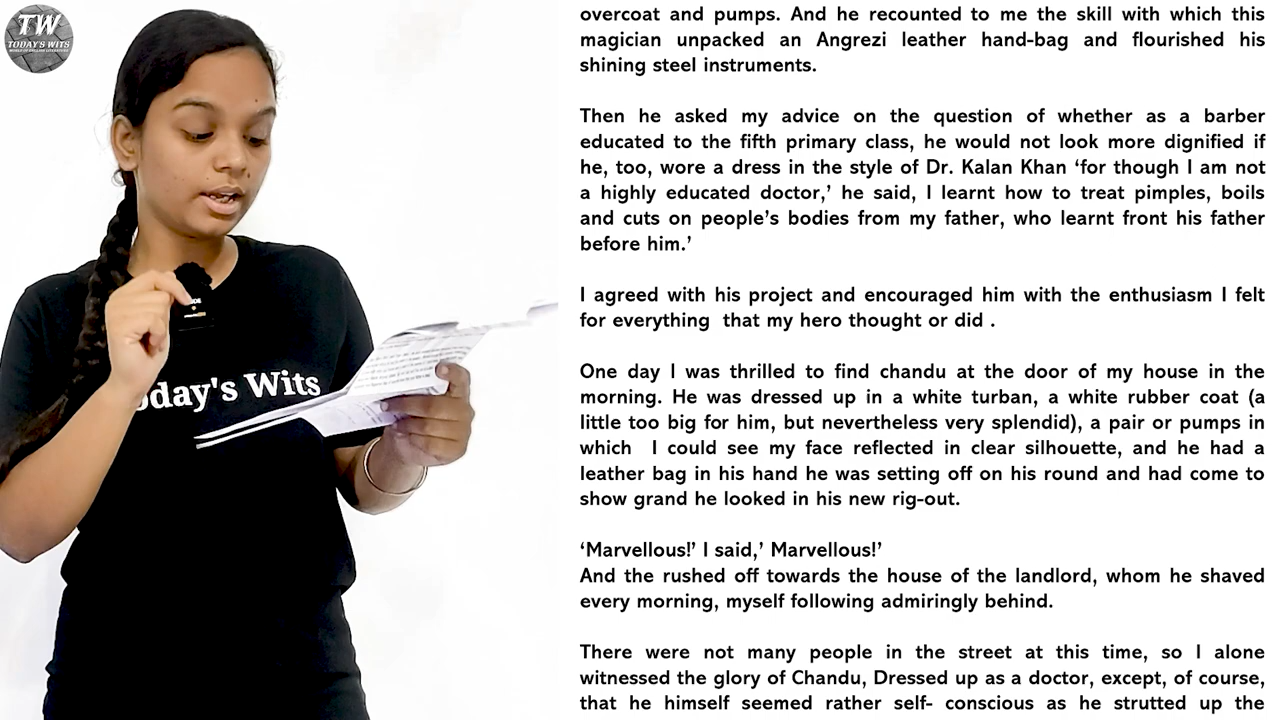 TW
TODAY'S WITS
overcoat and pumps. And he recounted to me the skill with which this
magician unpacked an Angrezi leather hand-bag and flourished his
shining steel instruments.
Then he asked my advice on the question of whether as a barber
educated to the fifth primary class, he would not look more dignified if
he, too, wore a dress in the style of Dr. Kalan Khan ‘for though I am not
a highly educated doctor,’ he said, I learnt how to treat pimples, boils
and cuts on people’s bodies from my father, who learnt front his father
before him.’
I agreed with his project and encouraged him with the enthusiasm I felt
for everything that my hero thought or did .
One day I was thrilled to find chandu at the door of my house in the
morning. He was dressed up in a white turban, a white rubber coat (a
little too big for him, but nevertheless very splendid), a pair or pumps in
which I could see my face reflected in clear silhouette, and he had a
leather bag in his hand he was setting off on his round and had come to
show grand he looked in his new rig-out.
‘Marvellous!’ I said,’ Marvellous!’
And the rushed off towards the house of the landlord, whom he shaved
every morning, myself following admiringly behind.
There were not many people in the street at this time, so I alone
witnessed the glory of Chandu, Dressed up as a doctor, except, of course,
that he himself seemed rather self- conscious as he strutted up the
oday's Wits